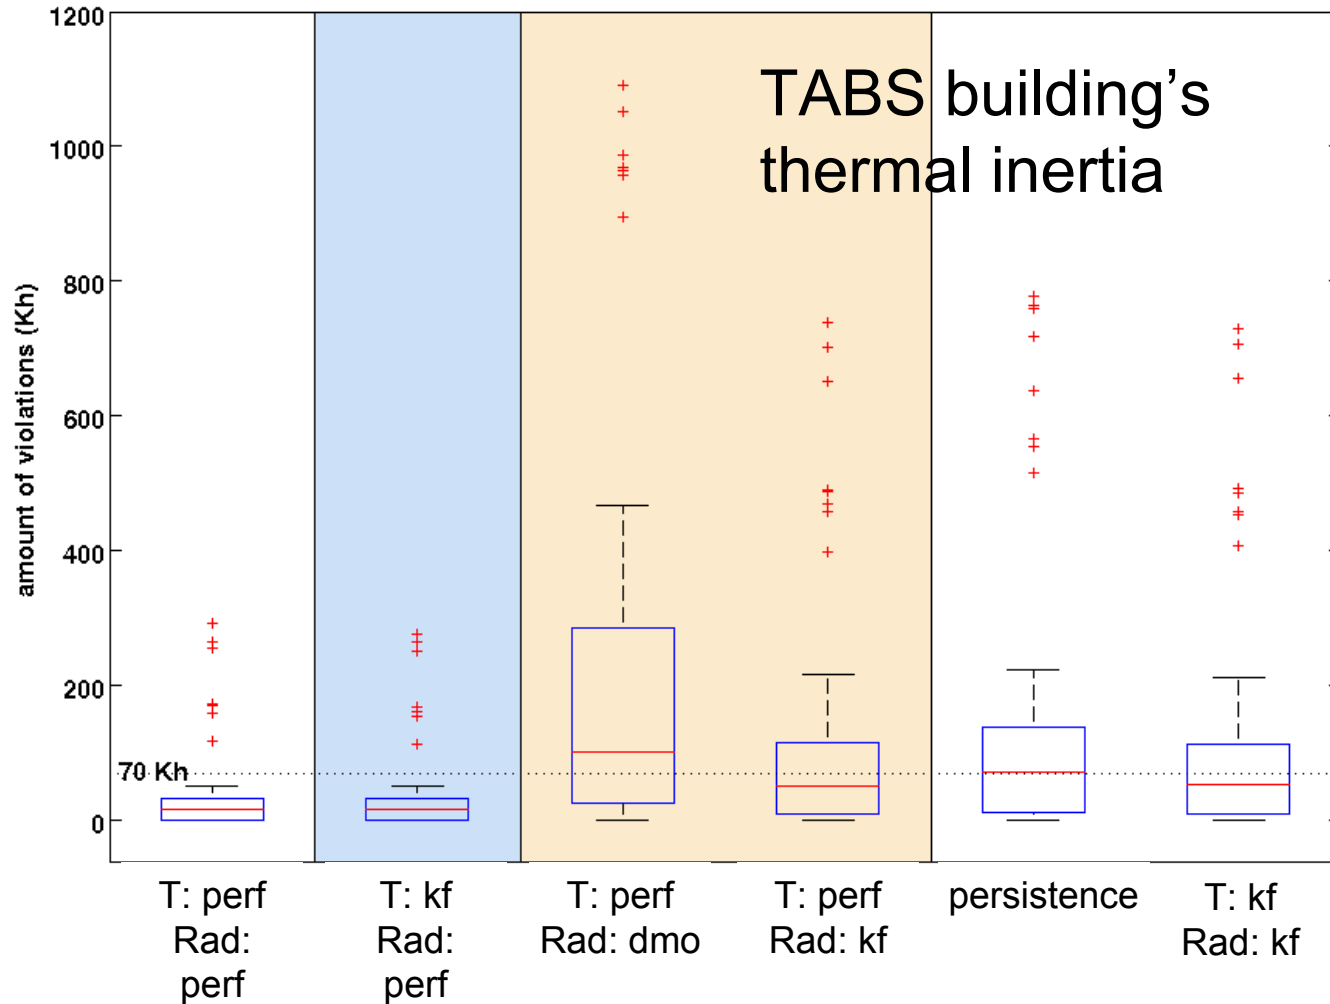 TABS building's
thermal inertia
amount of violations (Kh)
1200
1000
800
600
400
200
0
70 Kh
T: perf
Rad:
perf
T: kf
Rad:
perf
T: perf
Rad: dmo
T: perf
Rad: kf
persistence
T: kf
Rad: kf